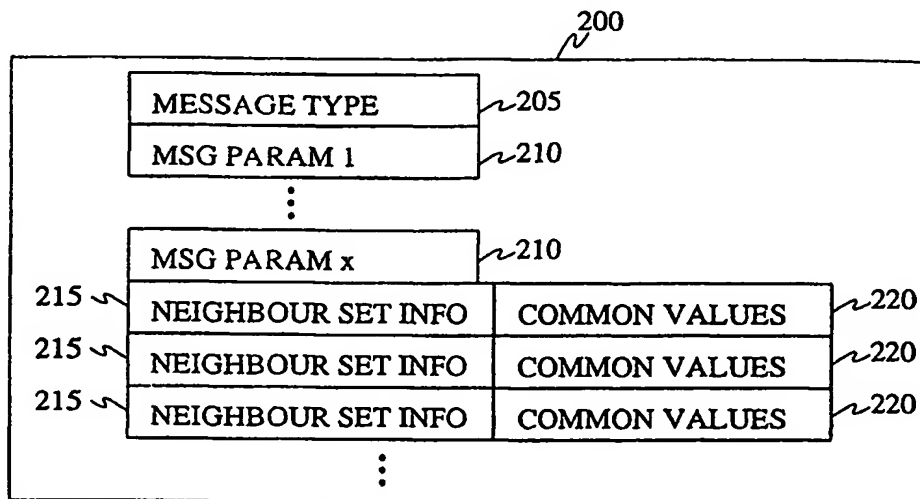 200
MESSAGE TYPE 205
MSG PARAM 1 210
MSG PARAM x 210
215 NEIGHBOUR SET INFO COMMON VALUES 220
215 NEIGHBOUR SET INFO COMMON VALUES 220
215 NEIGHBOUR SET INFO COMMON VALUES 220